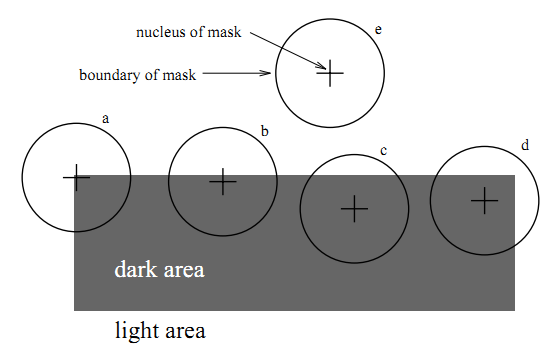 nucleus of mask
e
boundary of mask
a
b
c
d
dark area
light area